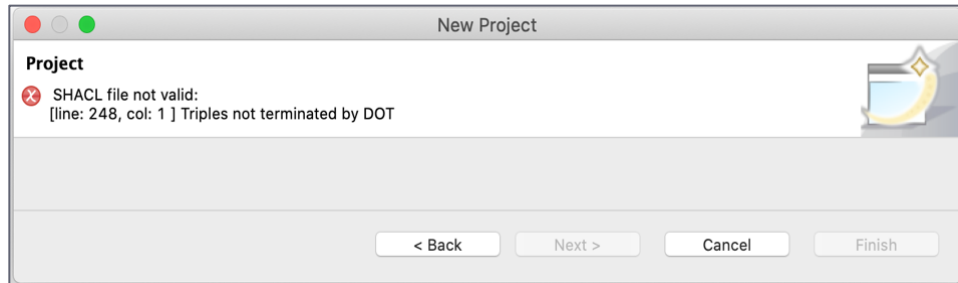 New Project
Project
SHACL file not valid:
[line: 248, col: 1 ] Triples not terminated by DOT
< Back
Next >
Cancel
Finish